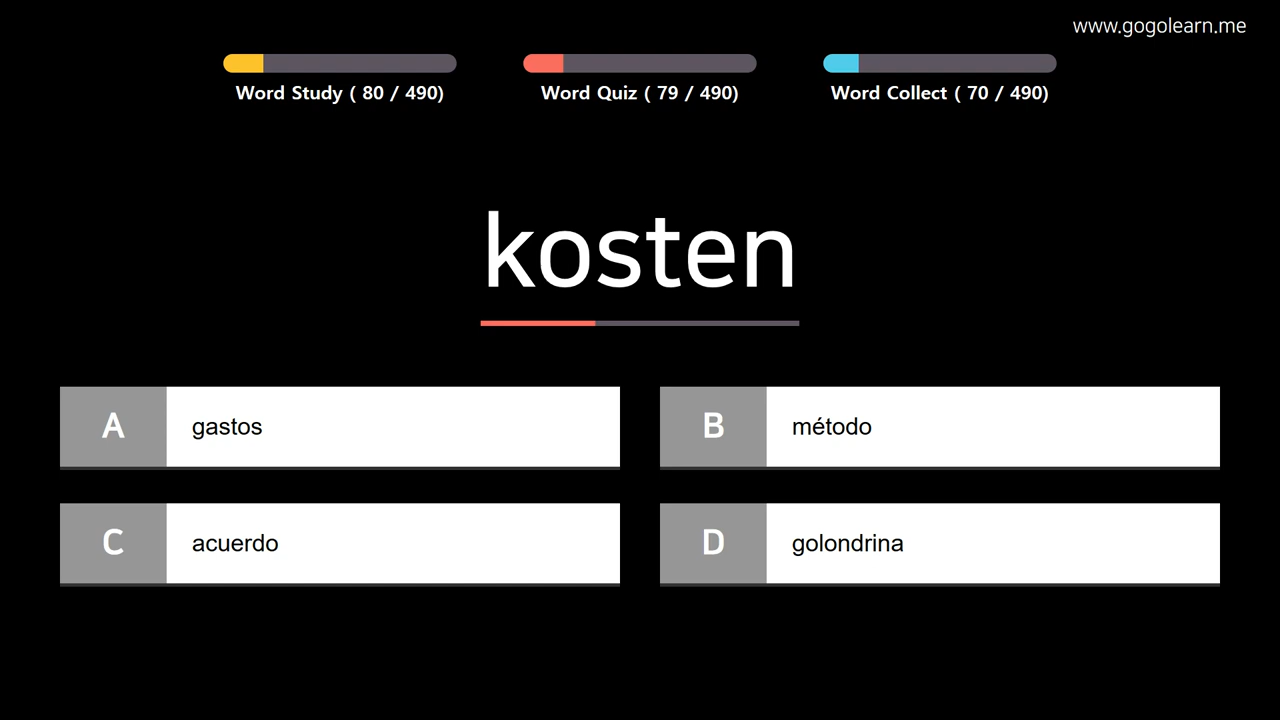 www.gogolearn.me
Word Study ( 80 / 490)
Word Quiz ( 79 / 490)
Word Collect ( 70 / 490)
kosten
A gastos
B método
C acuerdo
D golondrina